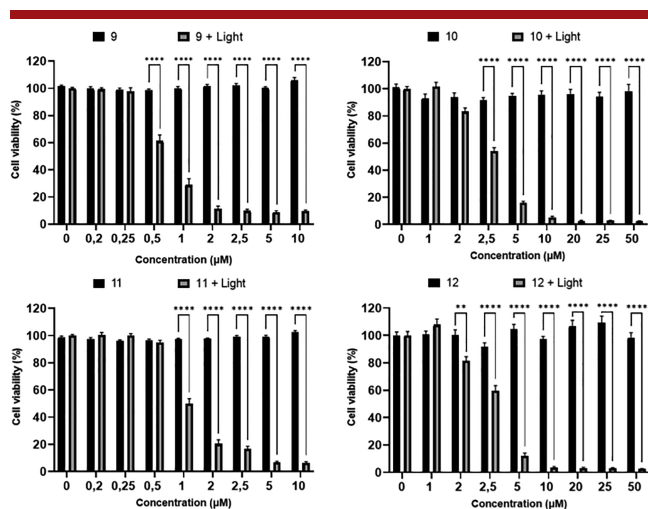 9 9 + Light
**** **** **** **** **** ****
120
100
80
60
40
20
0
Cell viability (%)
0 0,2 0,25 0,5 1 2 2,5 5 10
Concentration (µM)
10 10 + Light
**** **** **** **** **** ****
120
100
80
60
40
20
0
Cell viability (%)
0 1 2 2,5 5 10 20 25 50
Concentration (µM)
11 11 + Light
**** **** **** **** ****
120
100
80
60
40
20
0
Cell viability (%)
0 0,2 0,25 0,5 1 2 2,5 5 10
Concentration (µM)
12 12 + Light
** **** **** **** **** **** ****
120
100
80
60
40
20
0
Cell viability (%)
0 1 2 2,5 5 10 20 25 50
Concentration (µM)